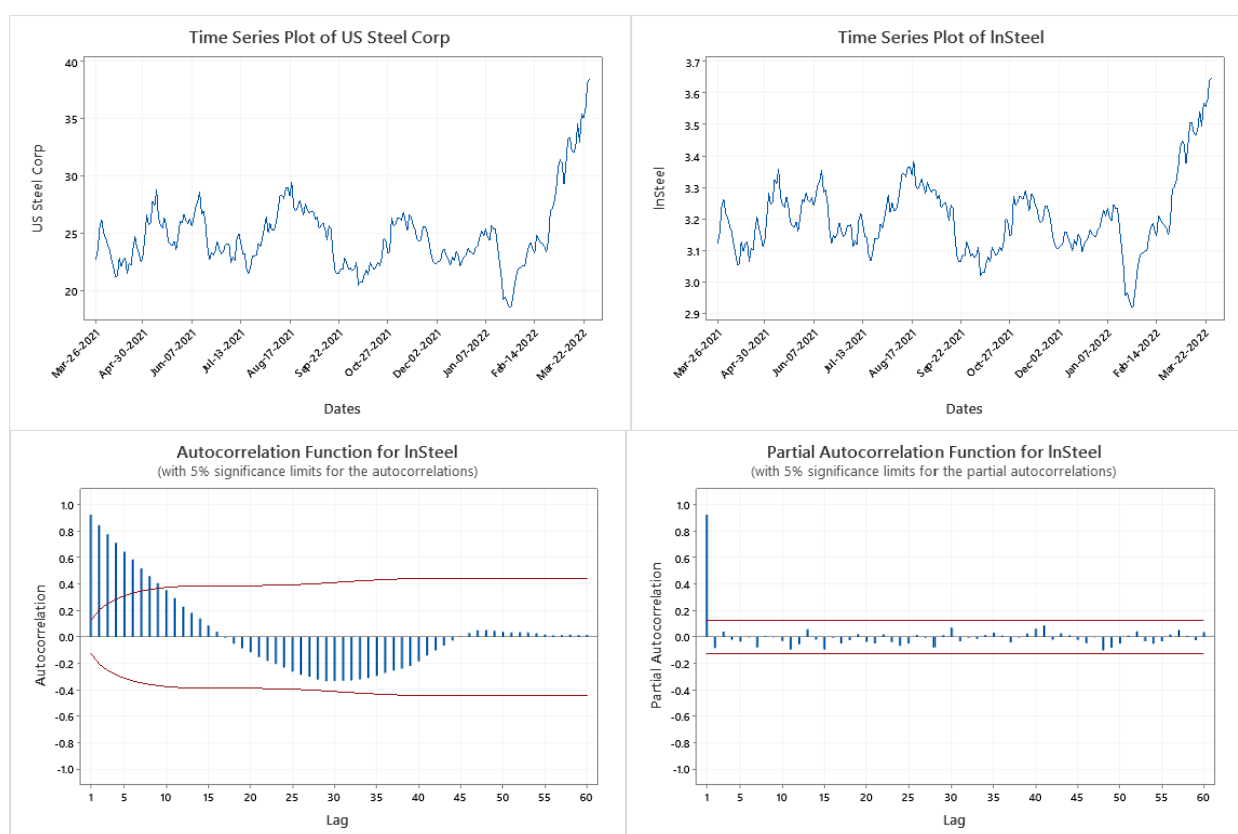 Time Series Plot of US Steel Corp
40
35
30
25
20
US Steel Corp
Mar-26-2021
Apr-30-2021
Jun-07-2021
Jul-13-2021
Aug-17-2021
Sep-22-2021
Oct-27-2021
Dec-02-2021
Jan-07-2022
Feb-14-2022
Mar-22-2022
Dates
Time Series Plot of lnSteel
3.7
3.6
3.5
3.4
3.3
3.2
3.1
3.0
2.9
lnSteel
Mar-26-2021
Apr-30-2021
Jun-07-2021
Jul-13-2021
Aug-17-2021
Sep-22-2021
Oct-27-2021
Dec-02-2021
Jan-07-2022
Feb-14-2022
Mar-22-2022
Dates
Autocorrelation Function for lnSteel
(with 5% significance limits for the autocorrelations)
1.0
0.8
0.6
0.4
0.2
0.0
-0.2
-0.4
-0.6
-0.8
-1.0
Autocorrelation
1 5 10 15 20 25 30 35 40 45 50 55 60
Lag
Partial Autocorrelation Function for lnSteel
(with 5% significance limits for the partial autocorrelations)
1.0
0.8
0.6
0.4
0.2
0.0
-0.2
-0.4
-0.6
-0.8
-1.0
Partial Autocorrelation
1 5 10 15 20 25 30 35 40 45 50 55 60
Lag